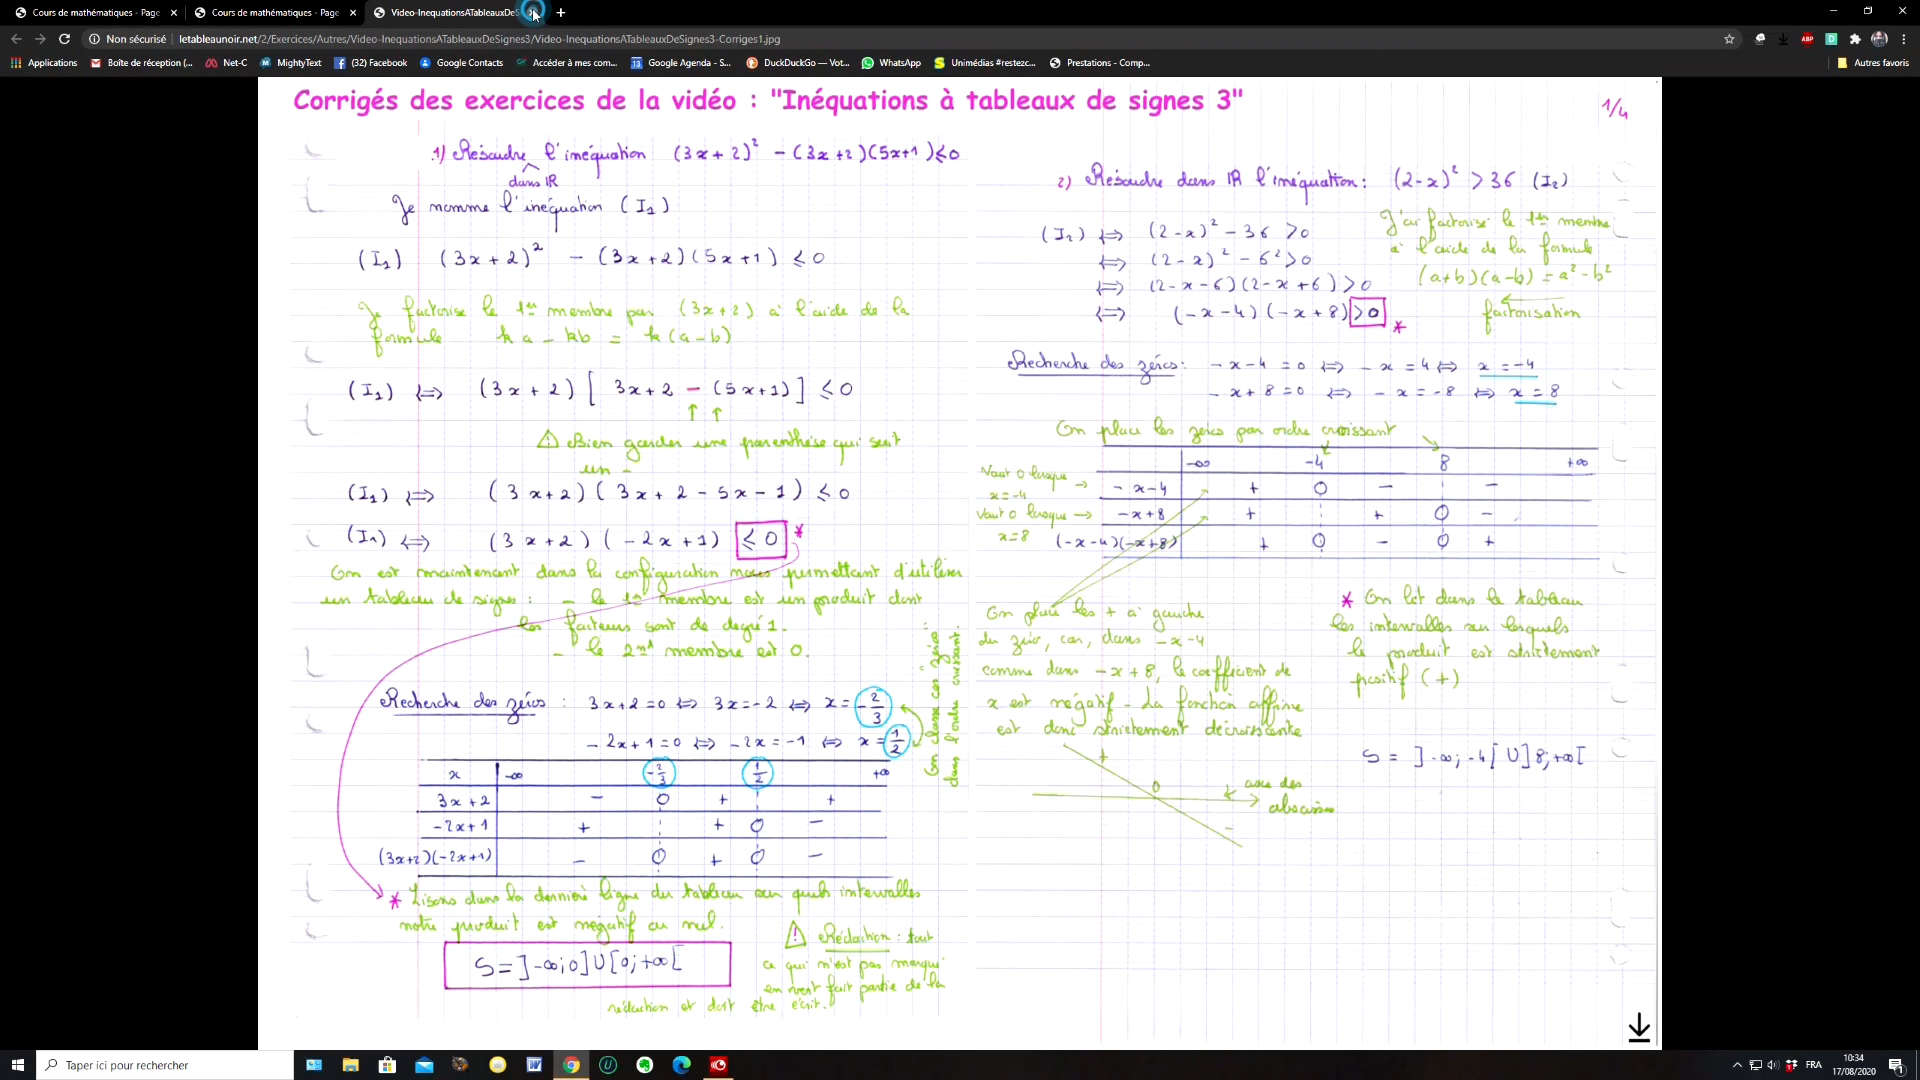 Cours de mathématiques - Page
Cours de mathématiques - Page
Video-InequationsATableauxDeS
Non sécurisé | letableaunoir.net/2/Exercices/Autres/Video-InequationsATableauxDeSignes3/Video-InequationsATableauxDeSignes3-Corriges1.jpg
Applications
Boîte de réception (...
Net-C
MightyText
(32) Facebook
Google Contacts
Accéder à mes com...
Google Agenda - S...
DuckDuckGo — Vot...
WhatsApp
Unimédias #restezc...
Prestations - Comp...
Autres favoris
Corrigés des exercices de la vidéo : "Inéquations à tableaux de signes 3"
1/4
1) Résoudre l'inéquation (3x+2)² - (3x+2)(5x+1) ≤ 0
dans IR
Je nomme l'inéquation (I₁)
(I₁) (3x+2)² - (3x+2)(5x+1) ≤ 0
Je factorise le 1er membre par (3x+2) à l'aide de la
formule ka - kb = k(a-b)
(I₁) ⇔ (3x+2)[3x+2 - (5x+1)] ≤ 0
⚠ Bien garder une parenthèse qui suit
un -
(I₁) ⇔ (3x+2)(3x+2-5x-1) ≤ 0
(I₁) ⇔ (3x+2)(-2x+1) ≤ 0 *
On est maintenant dans la configuration nous permettant d'utiliser
un tableau de signes : - le 1er membre est un produit dont
les facteurs sont de degré 1.
- le 2nd membre est 0.
Recherche des zéros : 3x+2=0 ⇔ 3x=-2 ⇔ x=-2/3
-2x+1=0 ⇔ -2x=-1 ⇔ x=1/2
On classe ces "zéros"
dans l'ordre croissant.
x -∞ -2/3 1/2 +∞
3x+2 - 0 + +
-2x+1 + + 0 -
(3x+2)(-2x+1) - 0 + 0 -
* Lisons dans la dernière ligne du tableau sur quels intervalles
notre produit est négatif ou nul.
S = ]-∞;0]U[0;+∞[
⚠ Rédaction : tout
ce qui n'est pas marqué
en vert fait partie de la
rédaction et doit être écrit.
2) Résoudre dans IR l'inéquation : (2-x)² > 36 (I₂)
(I₂) ⇔ (2-x)² - 36 > 0
⇔ (2-x)² - 6² > 0
⇔ (2-x-6)(2-x+6) > 0
⇔ (-x-4)(-x+8) > 0 *
J'ai factorisé le 1er membre
à l'aide de la formule
(a+b)(a-b) = a²-b²
factorisation
Recherche des zéros : -x-4=0 ⇔ -x=4 ⇔ x=-4
-x+8=0 ⇔ -x=-8 ⇔ x=8
On place les zéros par ordre croissant
-∞ -4 8 +∞
Vaut 0 lorsque x=-4 → -x-4 + 0 - -
Vaut 0 lorsque x=8 → -x+8 + + 0 -
(-x-4)(-x+8) + 0 - 0 +
On place les + à gauche
du zéro, car, dans -x-4
comme dans -x+8, le coefficient de
x est négatif - La fonction affine
est donc strictement décroissante
+ 0 -
axe des
abscisses
* On lit dans le tableau
les intervalles sur lesquels
le produit est strictement
positif (+)
S = ]-∞;-4[U]8;+∞[
Taper ici pour rechercher
FRA
10:34
17/08/2020